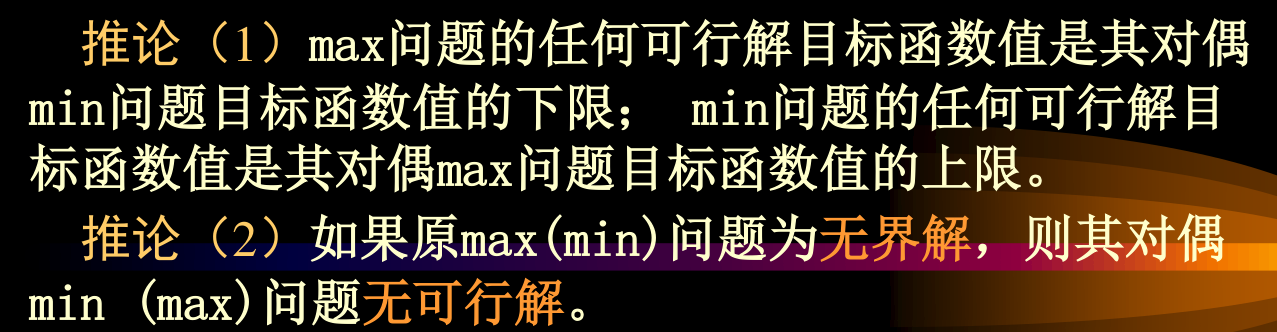 推论（1）max问题的任何可行解目标函数值是其对偶
min问题目标函数值的下限； min问题的任何可行解目
标函数值是其对偶max问题目标函数值的上限。
推论（2）如果原max(min)问题为无界解，则其对偶
min (max)问题无可行解。